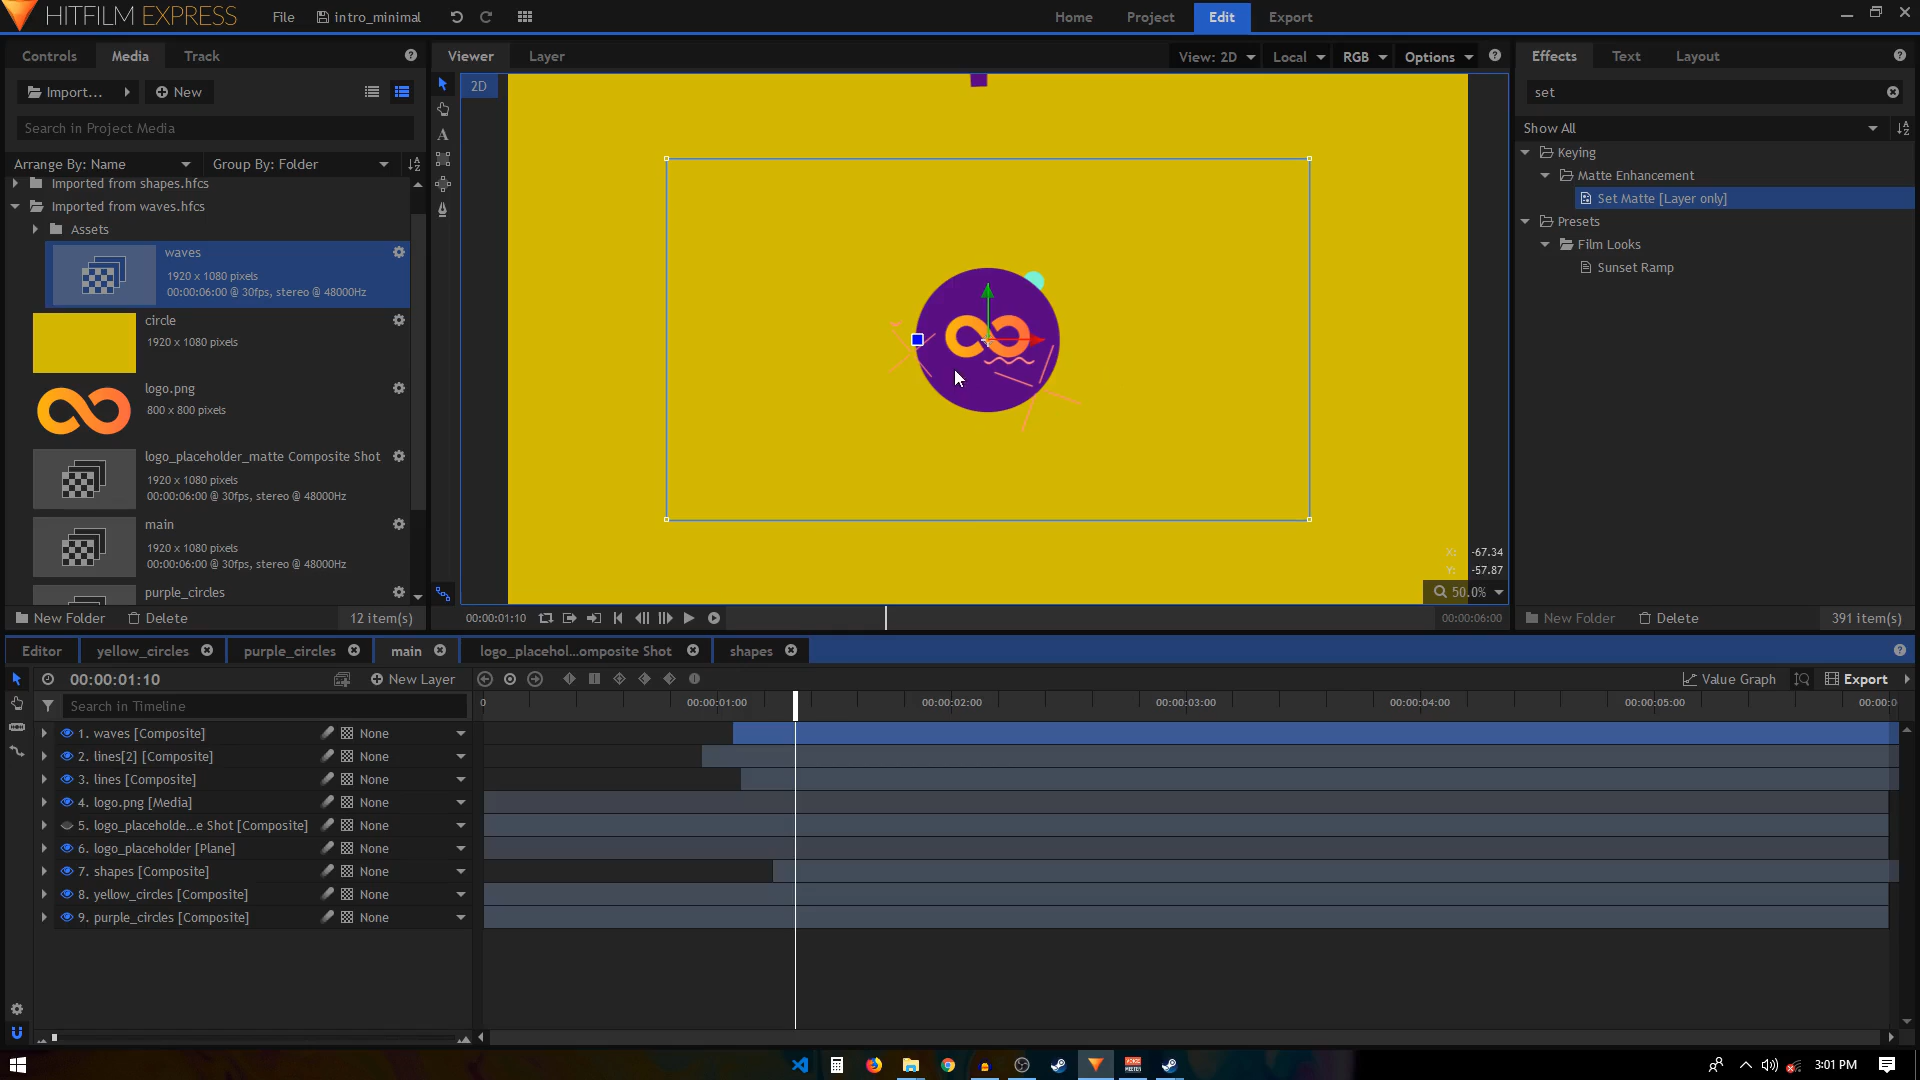 HITFILM EXPRESS
File
intro_minimal
Home
Project
Edit
Export
Controls
Media
Track
Viewer
Layer
View: 2D
Local
RGB
Options
Effects
Text
Layout
Import...
New
2D
set
Search in Project Media
Show All
Arrange By: Name
Group By: Folder
Keying
Imported from shapes.hfcs
Matte Enhancement
Imported from waves.hfcs
Set Matte [Layer only]
Assets
Presets
waves
Film Looks
1920 x 1080 pixels
Sunset Ramp
00:00:06:00 @ 30fps, stereo @ 48000Hz
circle
1920 x 1080 pixels
logo.png
800 x 800 pixels
logo_placeholder_matte Composite Shot
1920 x 1080 pixels
00:00:06:00 @ 30fps, stereo @ 48000Hz
main
1920 x 1080 pixels
00:00:06:00 @ 30fps, stereo @ 48000Hz
purple_circles
X: -67.34
Y: -57.87
50.0%
New Folder
Delete
12 item(s)
00:00:01:10
00:00:06:00
New Folder
Delete
391 item(s)
Editor
yellow_circles
purple_circles
main
logo_placehol...omposite Shot
shapes
00:00:01:10
New Layer
Value Graph
Export
Search in Timeline
0
00:00:01:00
00:00:02:00
00:00:03:00
00:00:04:00
00:00:05:00
00:00:0
1. waves [Composite]
None
2. lines[2] [Composite]
None
3. lines [Composite]
None
4. logo.png [Media]
None
5. logo_placeholde...e Shot [Composite]
None
6. logo_placeholder [Plane]
None
7. shapes [Composite]
None
8. yellow_circles [Composite]
None
9. purple_circles [Composite]
None
3:01 PM